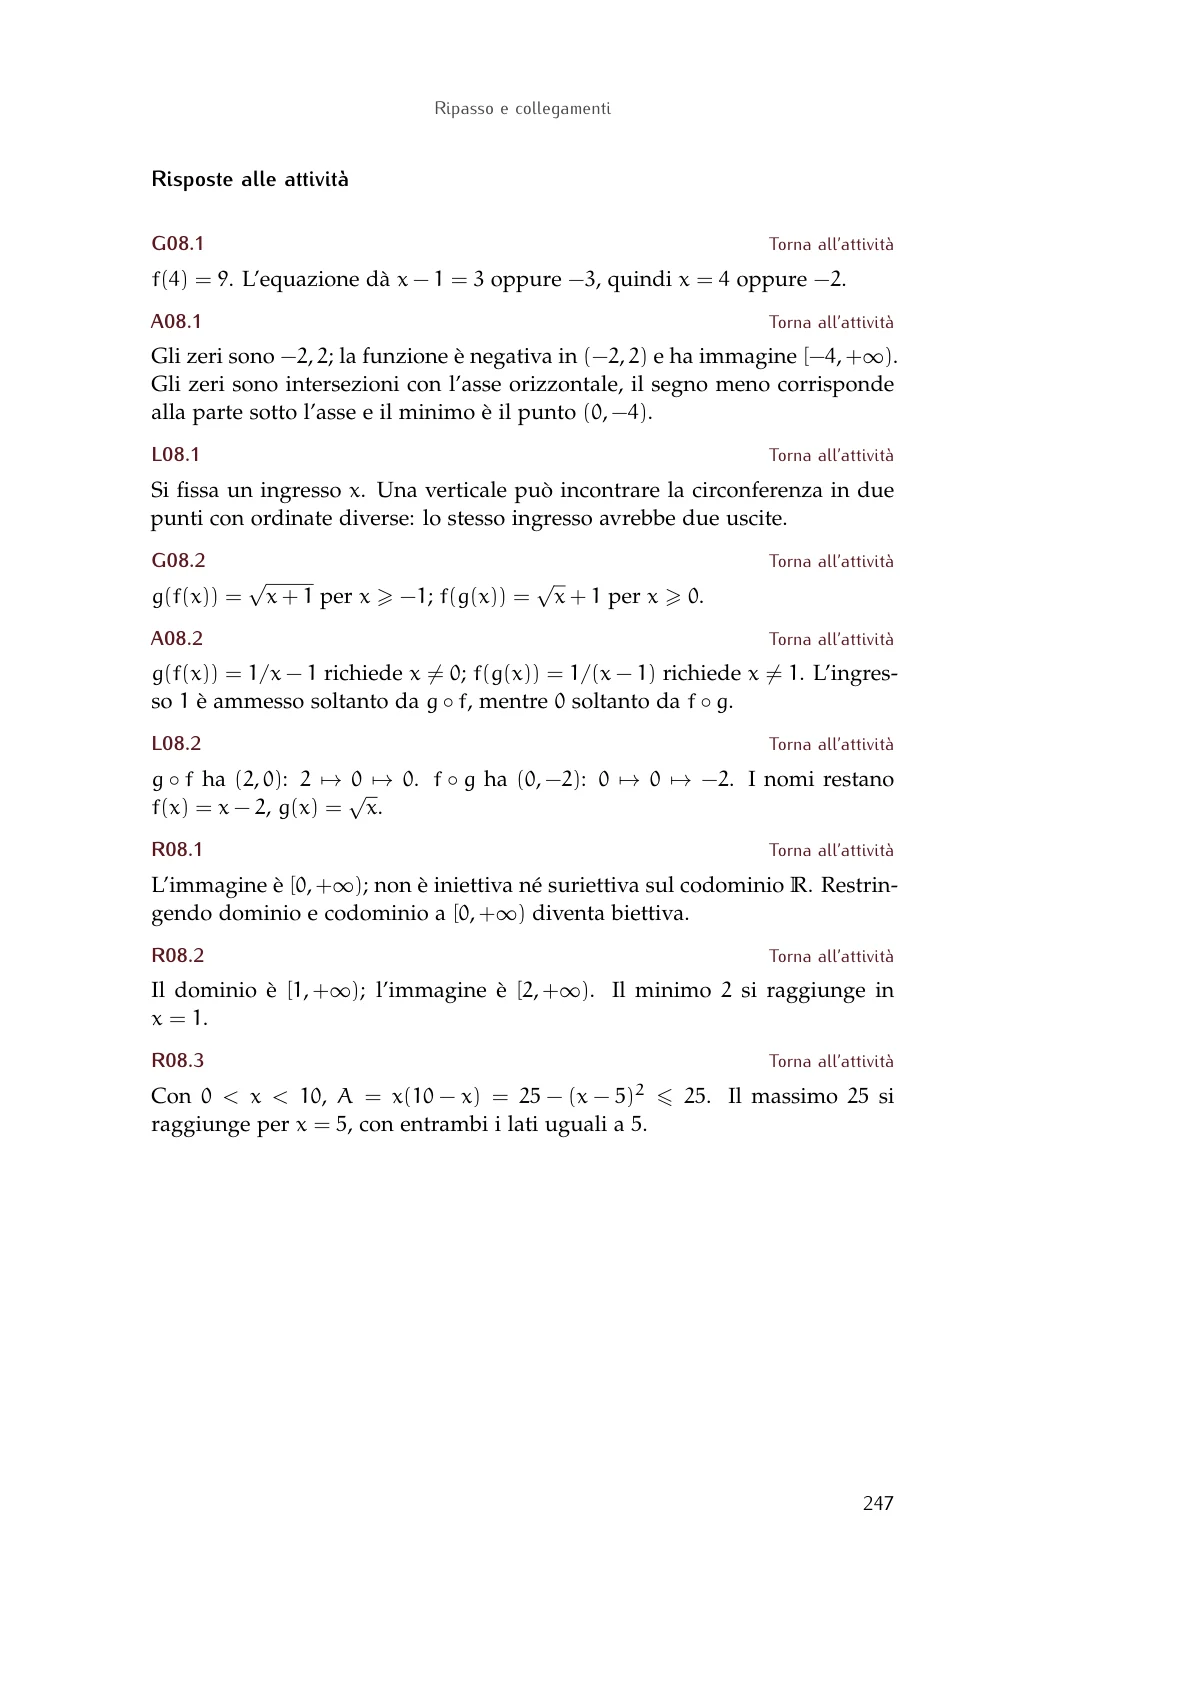 Ripasso e collegamenti
Risposte alle attività
G08.1 Torna all'attività
f(4) = 9. L'equazione dà x − 1 = 3 oppure −3, quindi x = 4 oppure −2.
A08.1 Torna all'attività
Gli zeri sono −2, 2; la funzione è negativa in (−2, 2) e ha immagine [−4, +∞).
Gli zeri sono intersezioni con l'asse orizzontale, il segno meno corrisponde
alla parte sotto l'asse e il minimo è il punto (0, −4).
L08.1 Torna all'attività
Si fissa un ingresso x. Una verticale può incontrare la circonferenza in due
punti con ordinate diverse: lo stesso ingresso avrebbe due uscite.
G08.2 Torna all'attività
g(f(x)) = √(x + 1) per x ⩾ −1; f(g(x)) = √x + 1 per x ⩾ 0.
A08.2 Torna all'attività
g(f(x)) = 1/x − 1 richiede x ≠ 0; f(g(x)) = 1/(x − 1) richiede x ≠ 1. L'ingres-
so 1 è ammesso soltanto da g ∘ f, mentre 0 soltanto da f ∘ g.
L08.2 Torna all'attività
g ∘ f ha (2, 0): 2 ↦ 0 ↦ 0. f ∘ g ha (0, −2): 0 ↦ 0 ↦ −2. I nomi restano
f(x) = x − 2, g(x) = √x.
R08.1 Torna all'attività
L'immagine è [0, +∞); non è iniettiva né suriettiva sul codominio ℝ. Restrin-
gendo dominio e codominio a [0, +∞) diventa biettiva.
R08.2 Torna all'attività
Il dominio è [1, +∞); l'immagine è [2, +∞). Il minimo 2 si raggiunge in
x = 1.
R08.3 Torna all'attività
Con 0 < x < 10, A = x(10 − x) = 25 − (x − 5)² ⩽ 25. Il massimo 25 si
raggiunge per x = 5, con entrambi i lati uguali a 5.
247